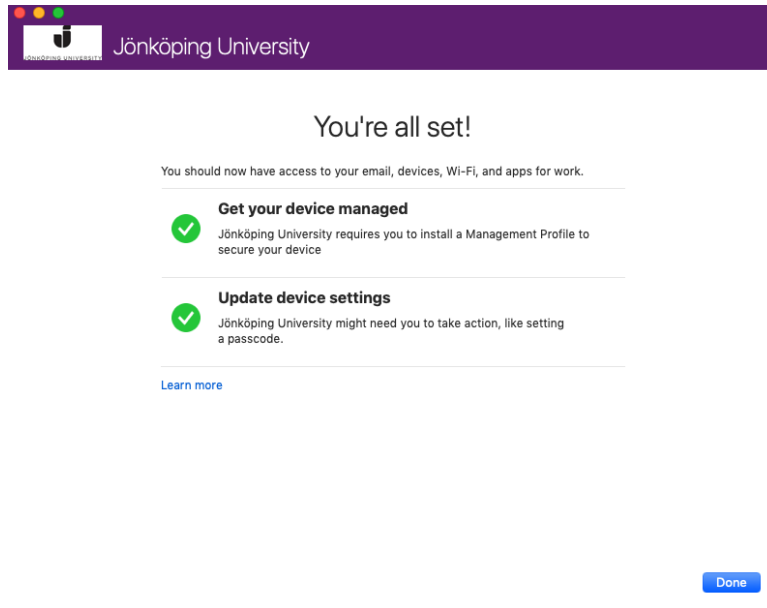 JÖNKÖPING UNIVERSITY
Jönköping University
You're all set!
You should now have access to your email, devices, Wi-Fi, and apps for work.
Get your device managed
Jönköping University requires you to install a Management Profile to
secure your device
Update device settings
Jönköping University might need you to take action, like setting
a passcode.
Learn more
Done